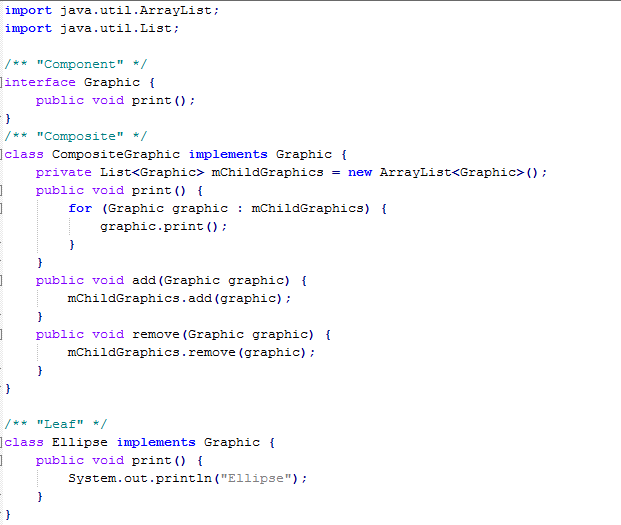 import java.util.ArrayList;
import java.util.List;

/** "Component" */
interface Graphic {
    public void print();
}
/** "Composite" */
class CompositeGraphic implements Graphic {
    private List<Graphic> mChildGraphics = new ArrayList<Graphic>();
    public void print() {
        for (Graphic graphic : mChildGraphics) {
            graphic.print();
        }
    }
    public void add(Graphic graphic) {
        mChildGraphics.add(graphic);
    }
    public void remove(Graphic graphic) {
        mChildGraphics.remove(graphic);
    }
}

/** "Leaf" */
class Ellipse implements Graphic {
    public void print() {
        System.out.println("Ellipse");
    }
}